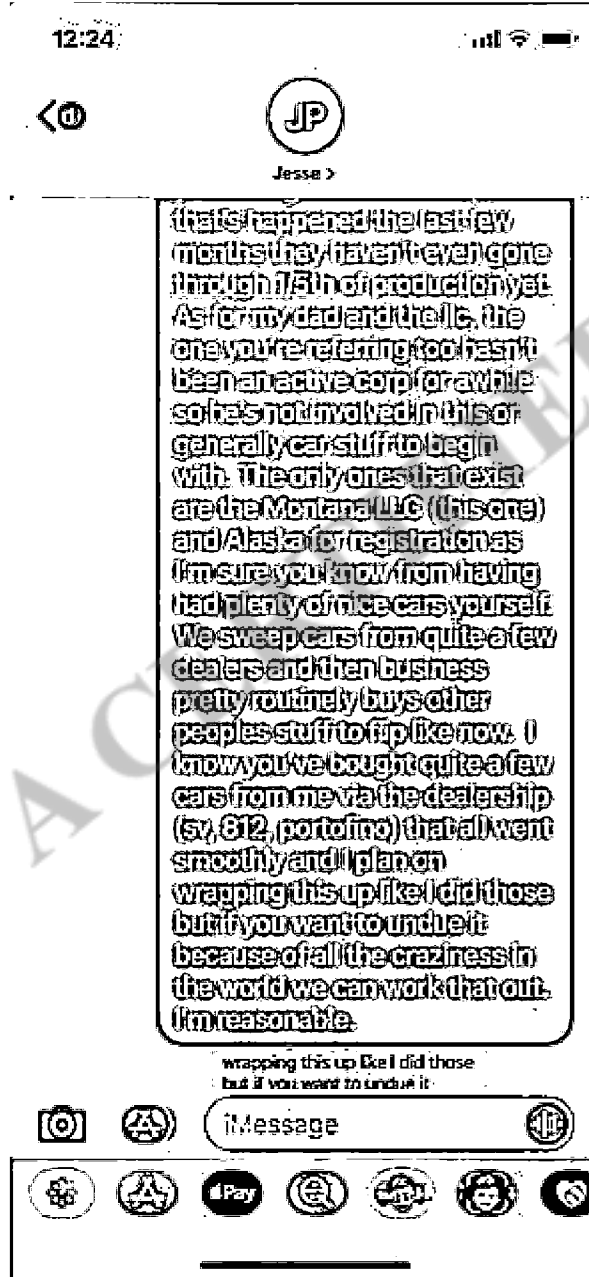 12:24
JP
Jesse >
that's happened the last few
months they haven't even gone
through 1/5th of production yet.
As for my dad and the llc, the
one you're referring too hasn't
been an active corp for awhile
so he's not involved in this or
generally car stuff to begin
with. The only ones that exist
are the Montana LLC (this one)
and Alaska for registration as
I'm sure you know from having
had plenty of nice cars yourself.
We sweep cars from quite a few
dealers and then business
pretty routinely buys other
peoples stuff to flip like now. I
know you've bought quite a few
cars from me via the dealership
(sv, 812, portofino) that all went
smoothly and I plan on
wrapping this up like I did those
but if you want to undue it
because of all the craziness in
the world we can work that out.
I'm reasonable.
wrapping this up like I did those
but if you want to undue it
iMessage
Pay
A CERTIFIE